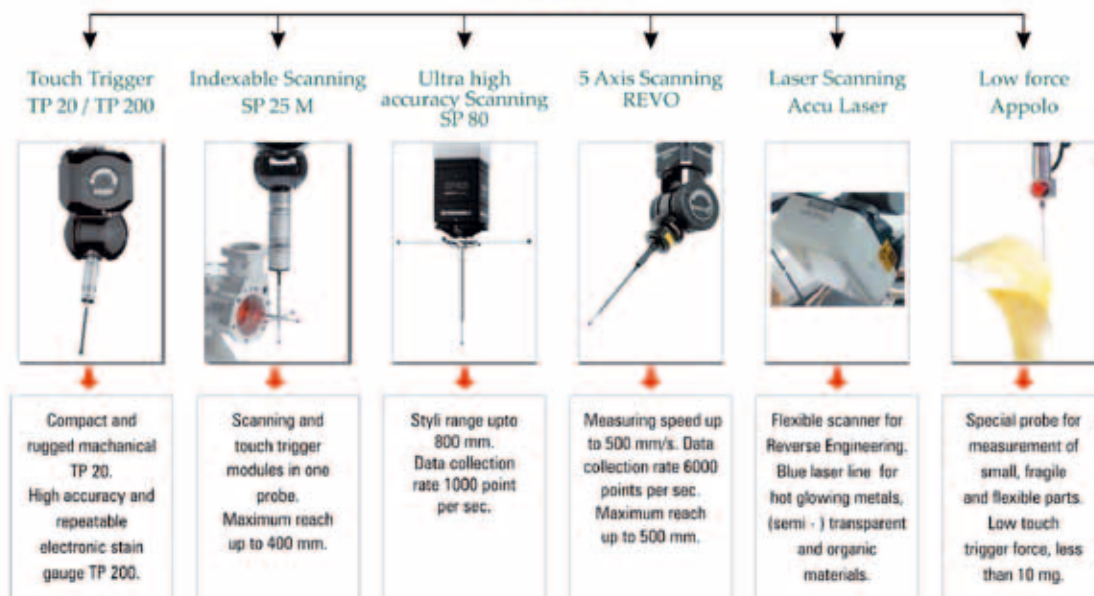 Touch Trigger
TP 20 / TP 200
Indexable Scanning
SP 25 M
Ultra high
accuracy Scanning
SP 80
5 Axis Scanning
REVO
Laser Scanning
Accu Laser
Low force
Appolo
Compact and
rugged machanical
TP 20.
High accuracy and
repeatable
electronic stain
gauge TP 200.
Scanning and
touch trigger
modules in one
probe.
Maximum reach
up to 400 mm.
Styli range upto
800 mm.
Data collection
rate 1000 point
per sec.
Measuring speed up
to 500 mm/s. Data
collection rate 6000
points per sec.
Maximum reach
up to 500 mm.
Flexible scanner for
Reverse Engineering.
Blue laser line for
hot glowing metals,
(semi - ) transparent
and organic
materials.
Special probe for
measurement of
small, fragile
and flexible parts.
Low touch
trigger force, less
than 10 mg.